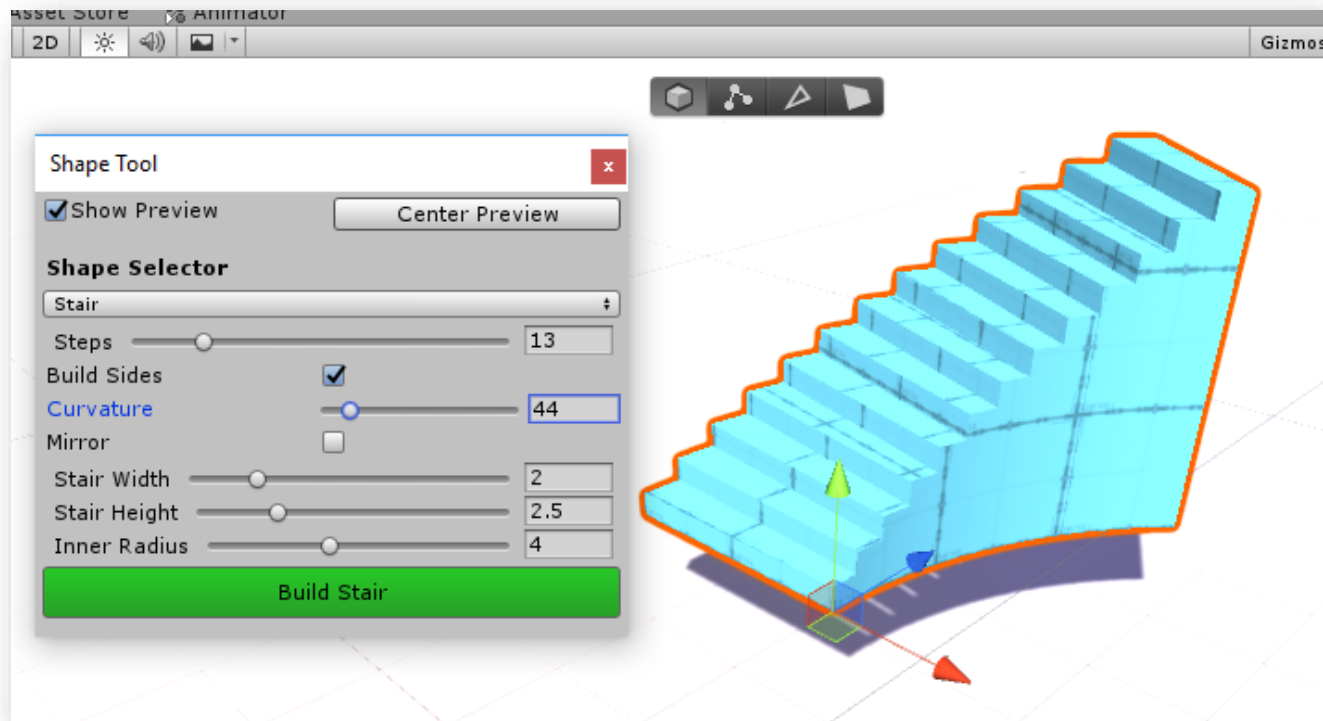 Asset Store Animator
2D Gizmos
Shape Tool x
Show Preview Center Preview
Shape Selector
Stair
Steps 13
Build Sides
Curvature 44
Mirror
Stair Width 2
Stair Height 2.5
Inner Radius 4
Build Stair